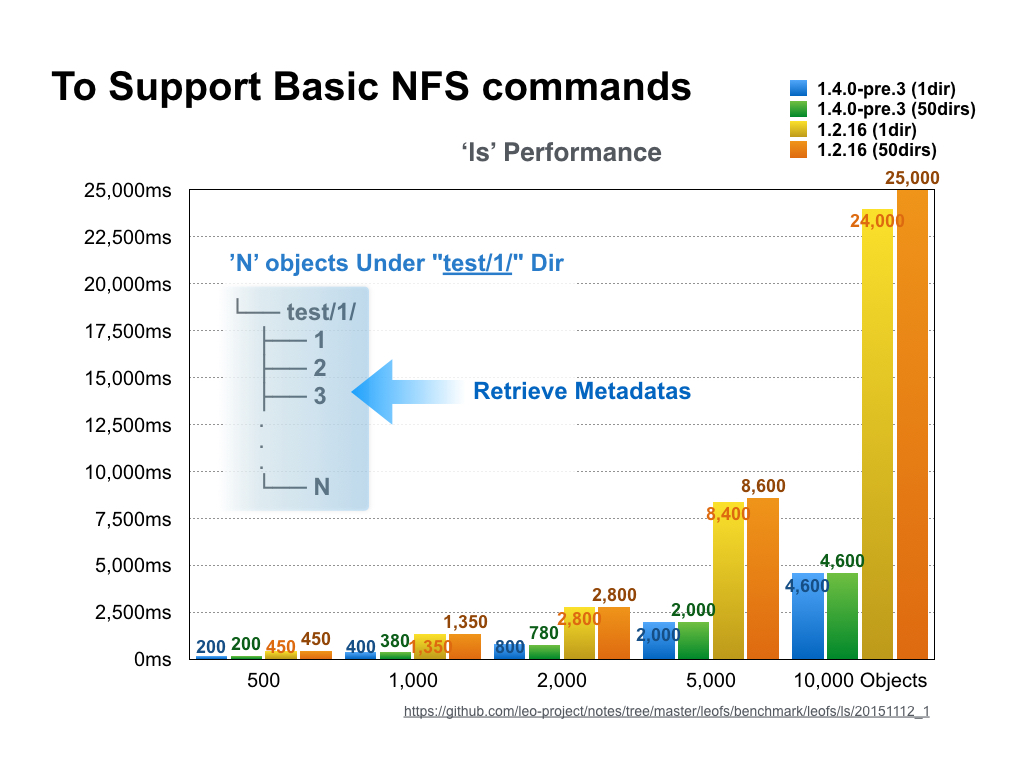 To Support Basic NFS commands
1.4.0-pre.3 (1dir)
1.4.0-pre.3 (50dirs)
1.2.16 (1dir)
1.2.16 (50dirs)
‘ls’ Performance
25,000ms
22,500ms
20,000ms
17,500ms
15,000ms
12,500ms
10,000ms
7,500ms
5,000ms
2,500ms
0ms
’N’ objects Under "test/1/" Dir
test/1/
1
2
3
.
.
.
N
Retrieve Metadatas
200 200 450 450
400 380 1,350 1,350
800 780 2,800 2,800
2,000 2,000 8,400 8,600
4,600 4,600 24,000 25,000
500 1,000 2,000 5,000 10,000 Objects
https://github.com/leo-project/notes/tree/master/leofs/benchmark/leofs/ls/20151112_1